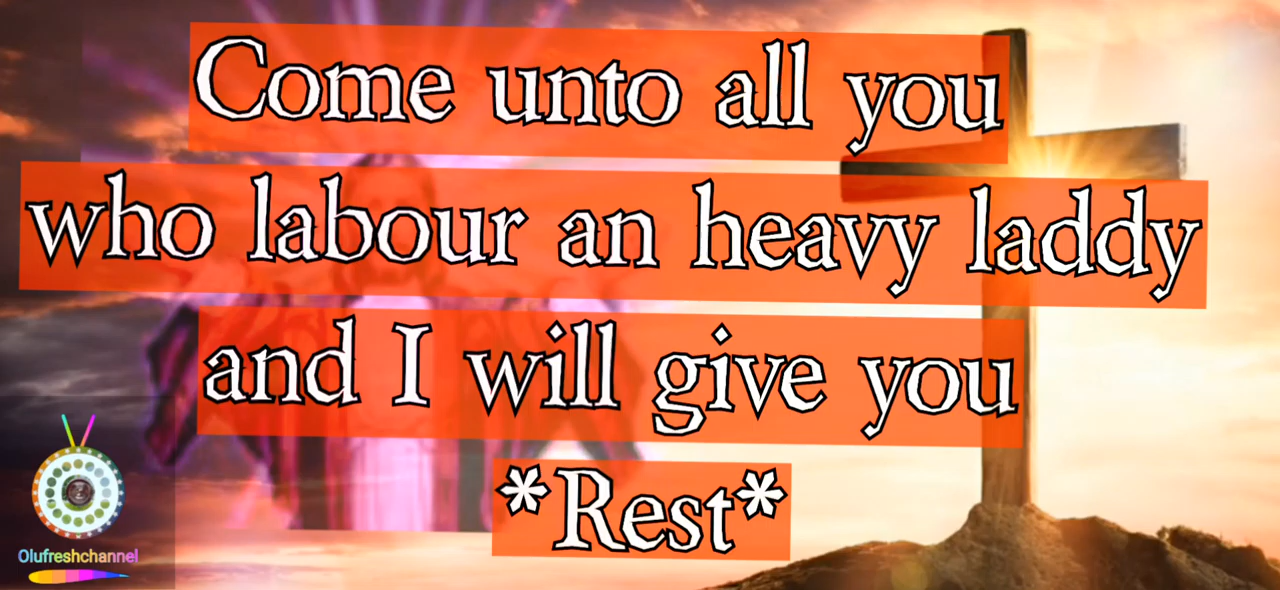 Come unto all you
who labour an heavy laddy
and I will give you
*Rest*
Olufreshchannel